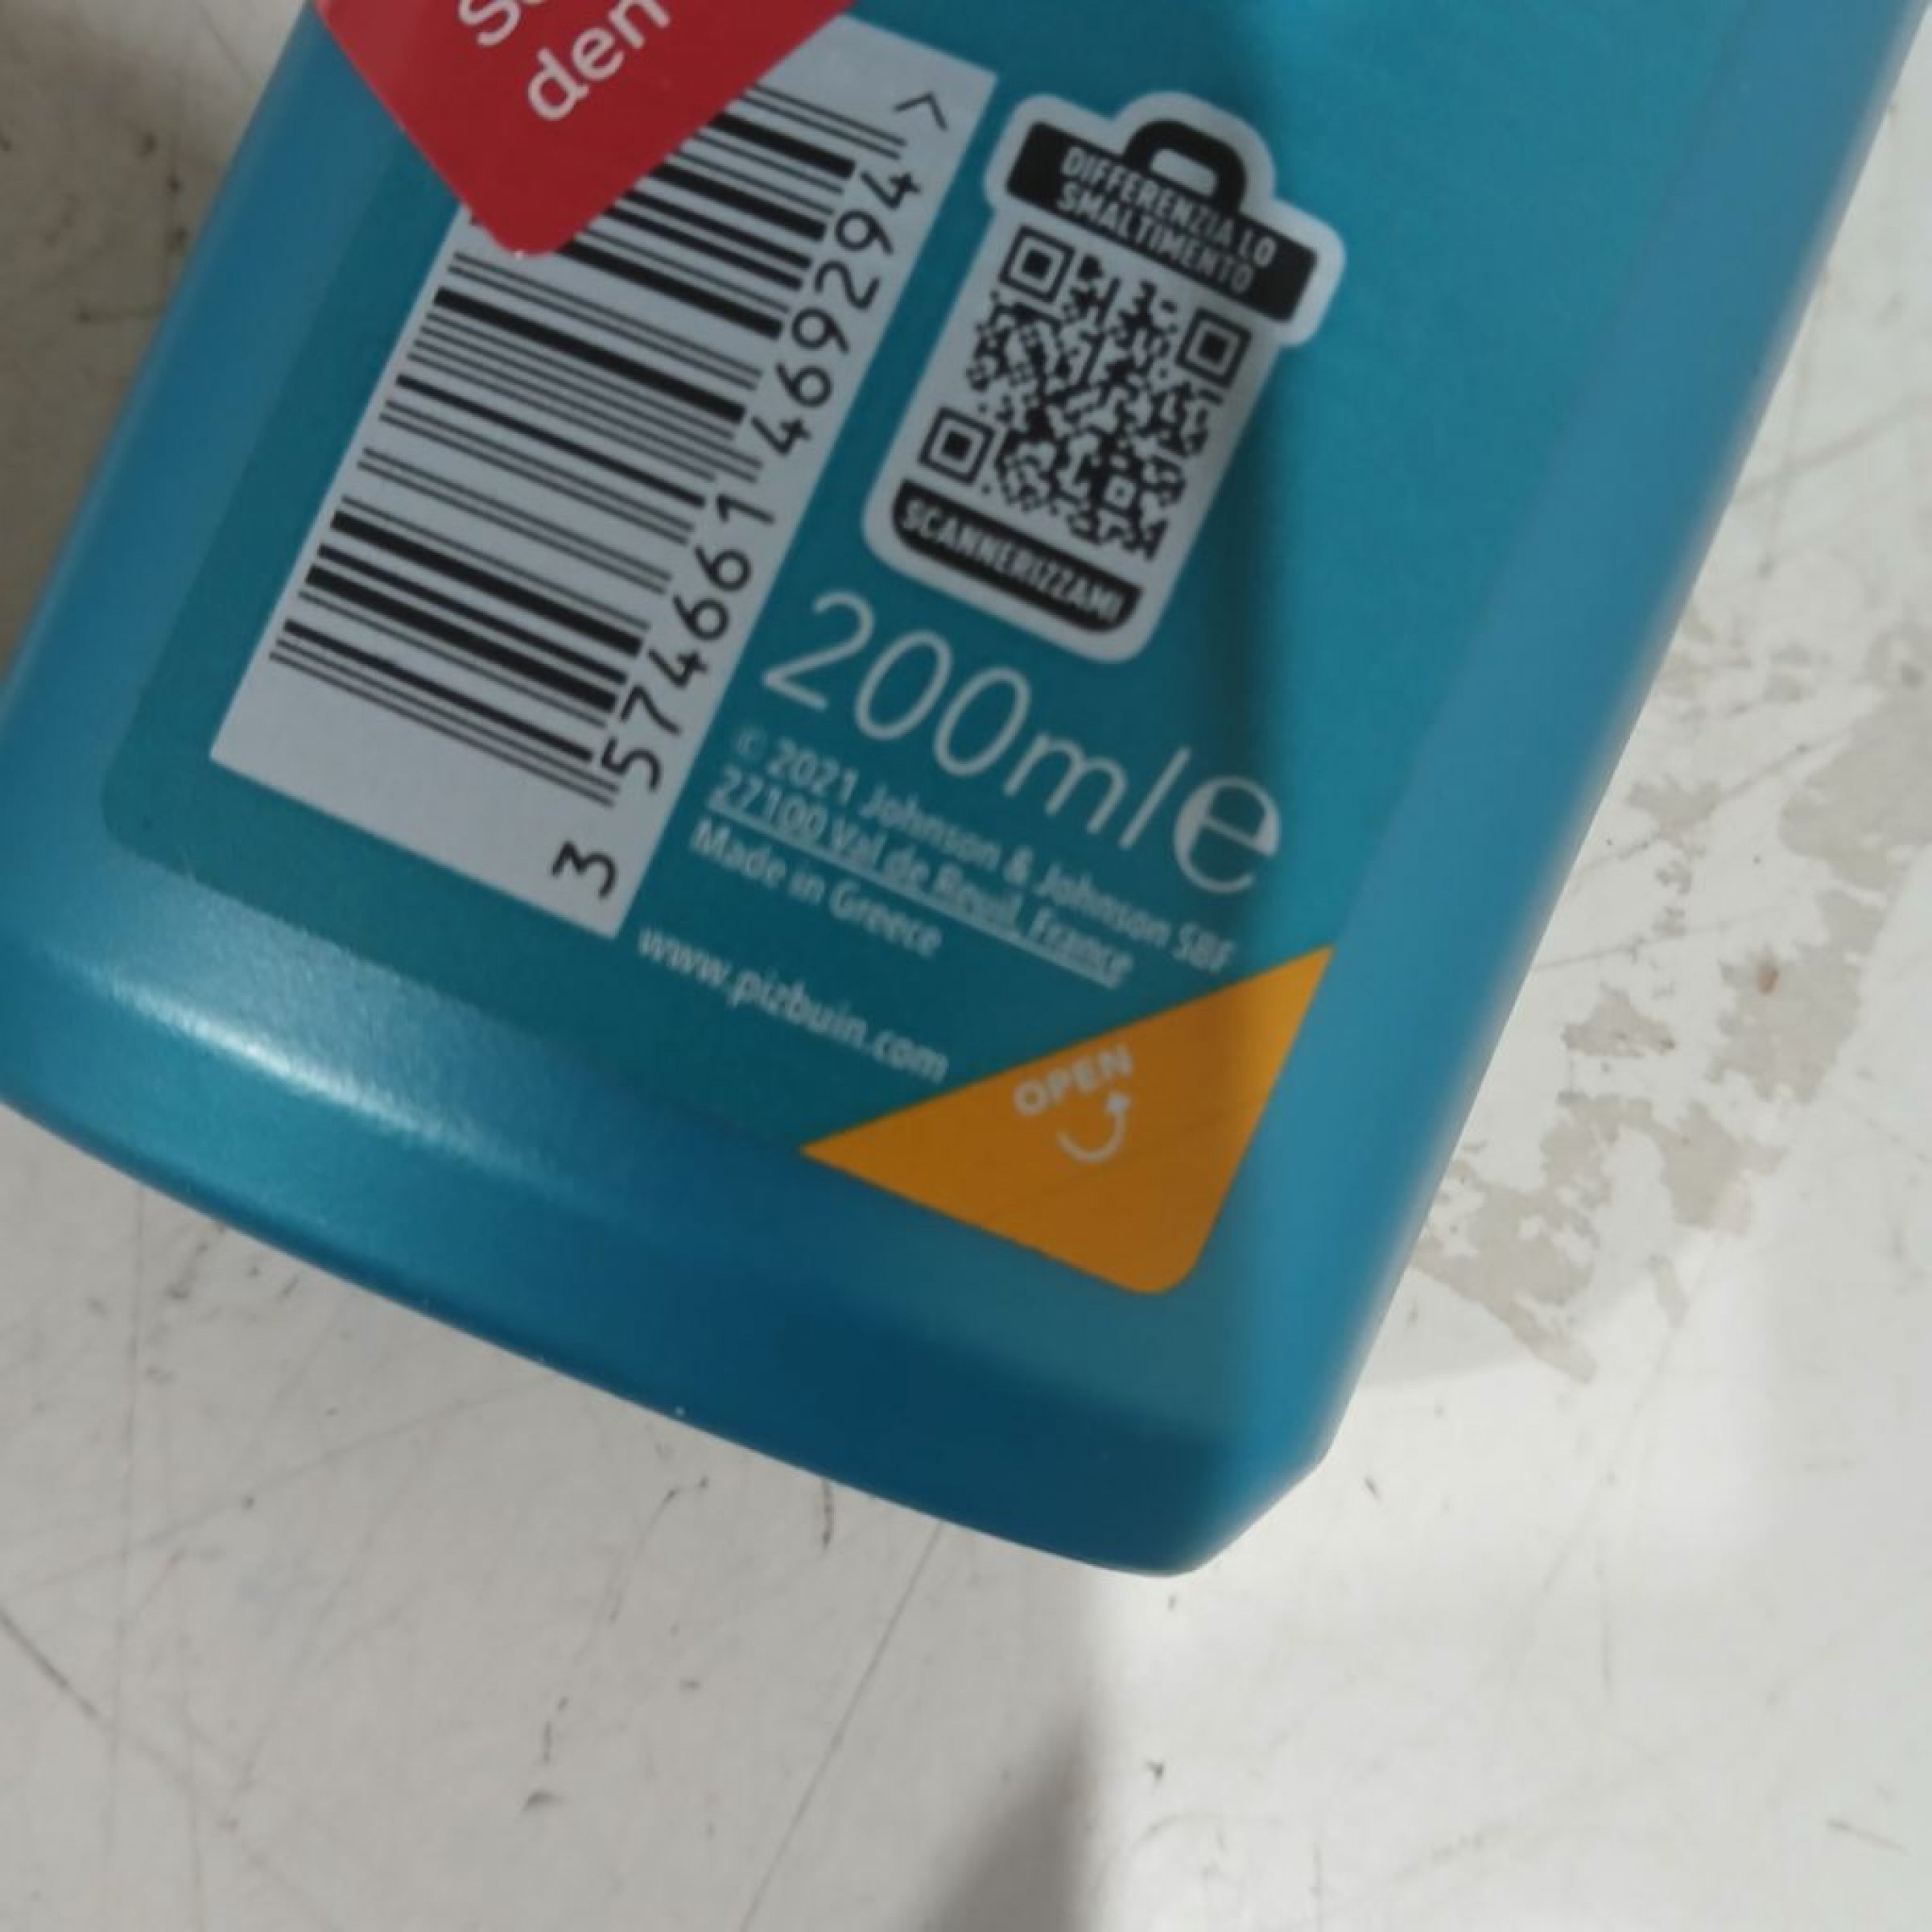 den
DIFFERENZIA LO
SMALTIMENTO
SCANNERIZZAMI
3 574661 469294 >
200ml e
© 2021 Johnson & Johnson SBF
27100 Val de Reuil, France
Made in Greece
www.pizbuin.com
OPEN